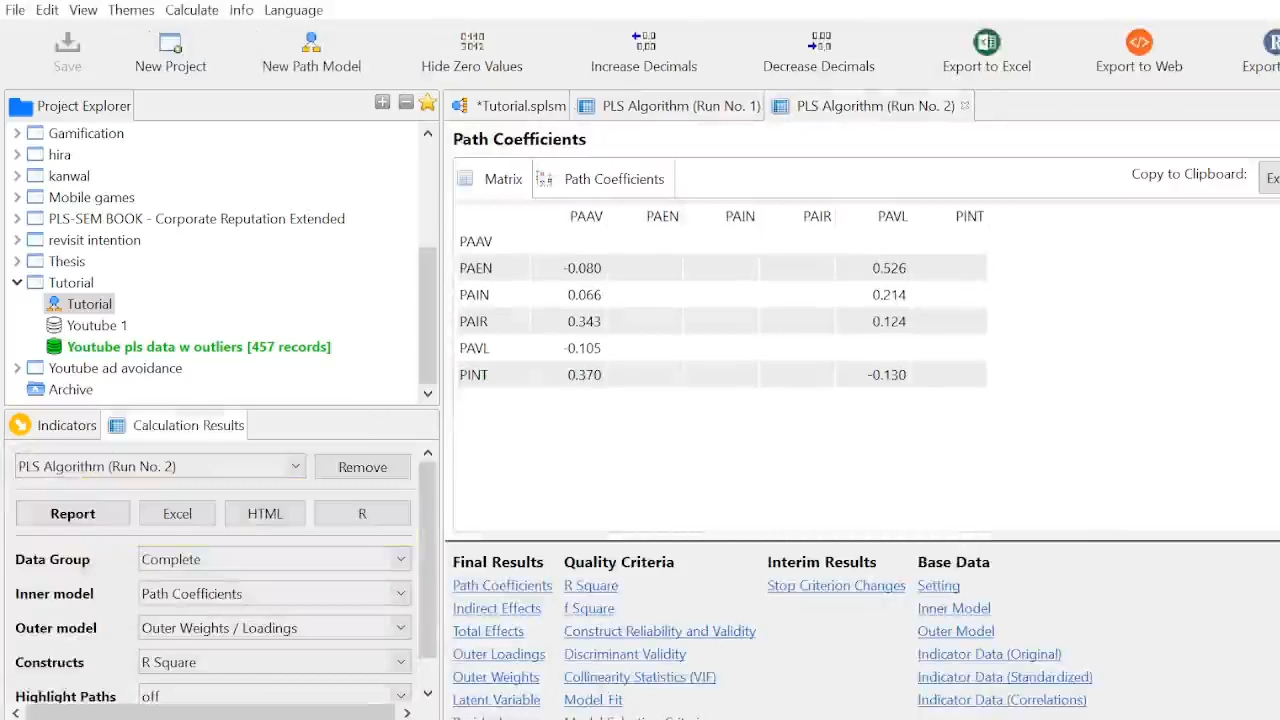 File Edit View Themes Calculate Info Language
Save New Project New Path Model Hide Zero Values Increase Decimals Decrease Decimals Export to Excel Export to Web Export
Project Explorer
*Tutorial.splsm PLS Algorithm (Run No. 1) PLS Algorithm (Run No. 2)
Gamification
hira
kanwal
Mobile games
PLS-SEM BOOK - Corporate Reputation Extended
revisit intention
Thesis
Tutorial
Tutorial
Youtube 1
Youtube pls data w outliers [457 records]
Youtube ad avoidance
Archive
Path Coefficients
Matrix Path Coefficients Copy to Clipboard: Ex
PAAV PAEN PAIN PAIR PAVL PINT
PAAV
PAEN -0.080 0.526
PAIN 0.066 0.214
PAIR 0.343 0.124
PAVL -0.105
PINT 0.370 -0.130
Indicators Calculation Results
PLS Algorithm (Run No. 2) Remove
Report Excel HTML R
Data Group Complete
Inner model Path Coefficients
Outer model Outer Weights / Loadings
Constructs R Square
Highlight Paths off
Final Results Quality Criteria Interim Results Base Data
Path Coefficients R Square Stop Criterion Changes Setting
Indirect Effects f Square Inner Model
Total Effects Construct Reliability and Validity Outer Model
Outer Loadings Discriminant Validity Indicator Data (Original)
Outer Weights Collinearity Statistics (VIF) Indicator Data (Standardized)
Latent Variable Model Fit Indicator Data (Correlations)